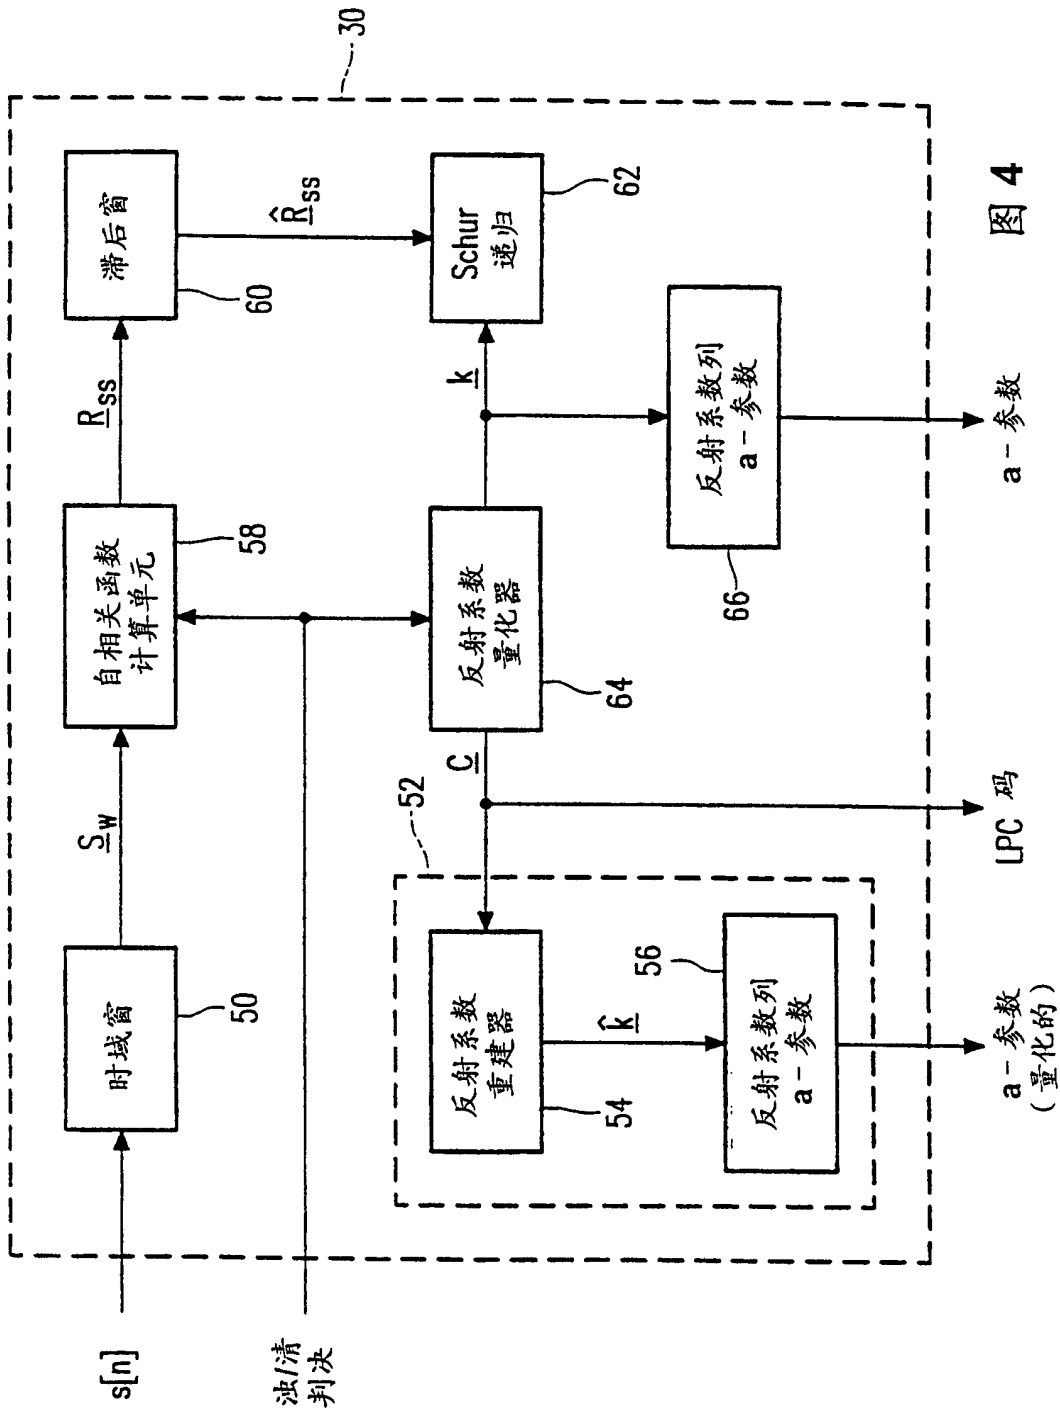 30
滞后窗
60
R̲ss
自相关函数
计算单元
58
S̲w
时域窗
50
s[n]
R̲̂ss
Schur
递归
62
k̲
反射系数
量化器
64
C̲
52
反射系数
重建器
54
k̲̂
56
反射系数列
a-参数
反射系数列
a-参数
66
浊/清
判决
a-参数
(量化的)
LPC 码
a-参数
图 4